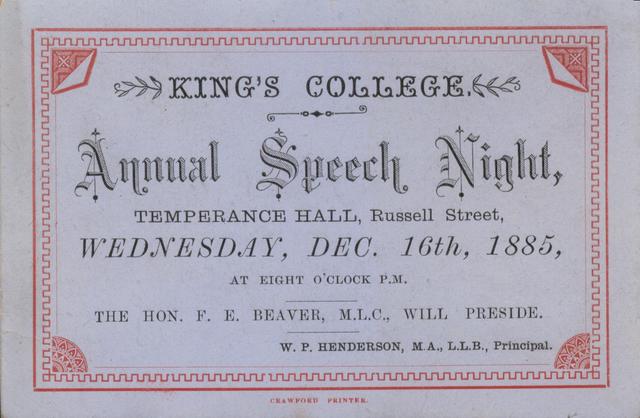 KING'S COLLEGE.
Annual Speech Night,
TEMPERANCE HALL, Russell Street,
WEDNESDAY, DEC. 16th, 1885,
AT EIGHT O'CLOCK P.M.
THE HON. F. E. BEAVER, M.L.C., WILL PRESIDE.
W. P. HENDERSON, M.A., L.L.B., Principal.
CRAWFORD PRINTER.